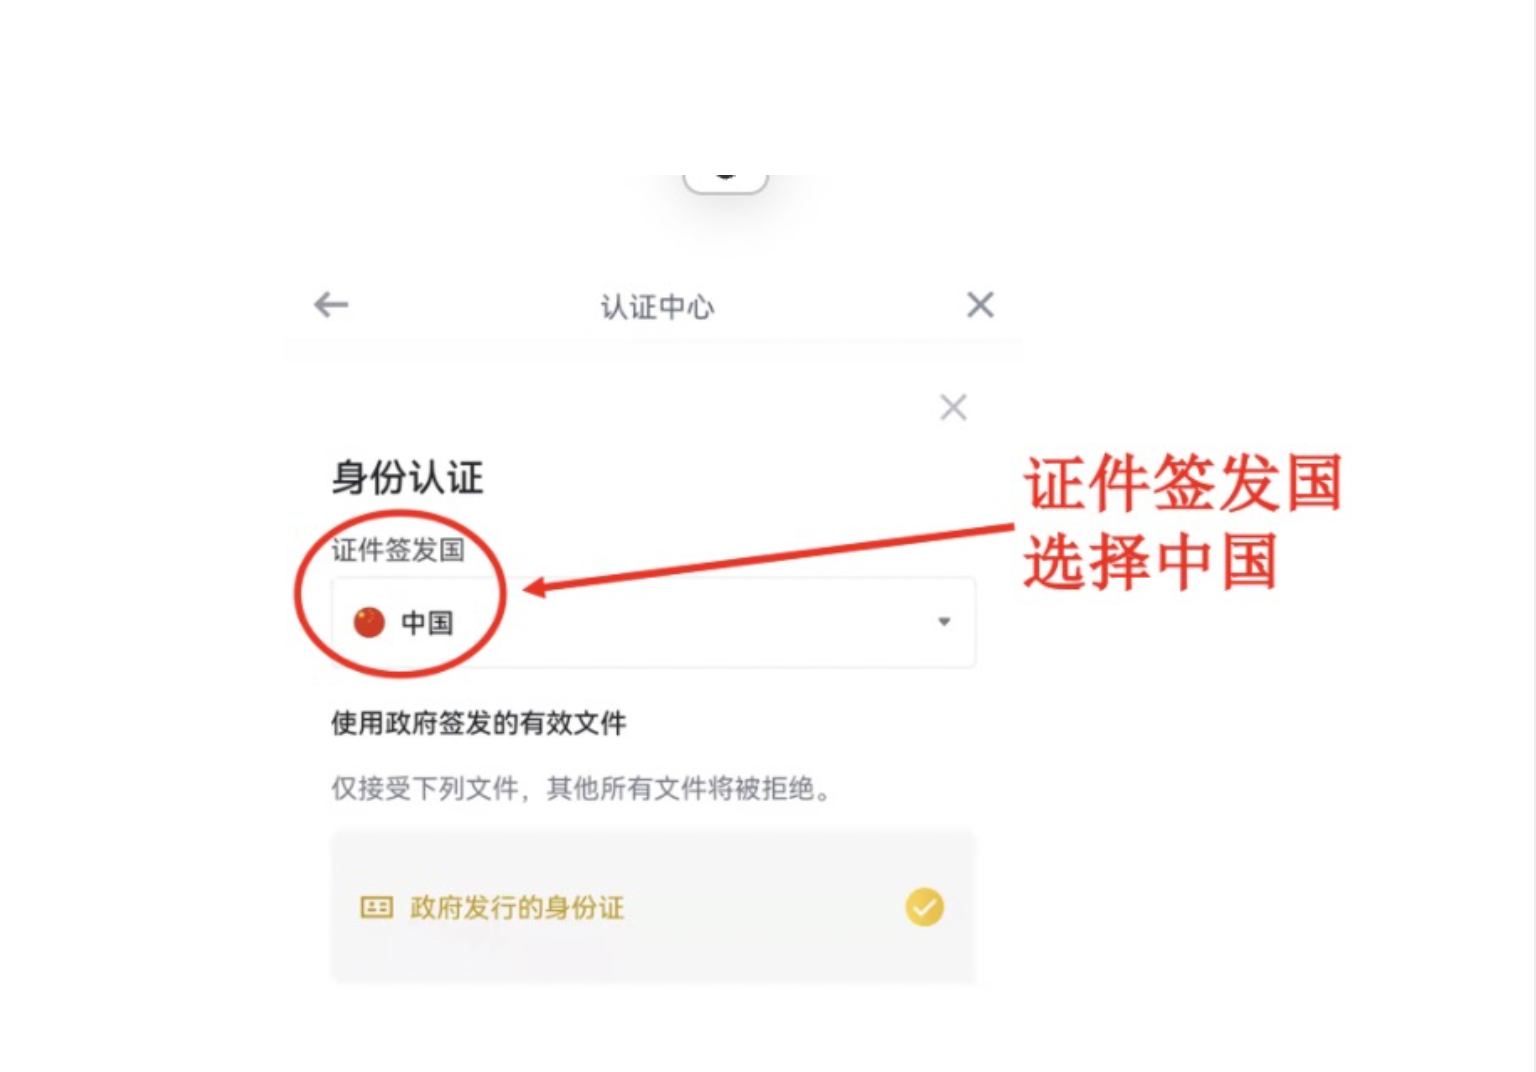 认证中心
身份认证
证件签发国
中国
证件签发国
选择中国
使用政府签发的有效文件
仅接受下列文件，其他所有文件将被拒绝。
政府发行的身份证